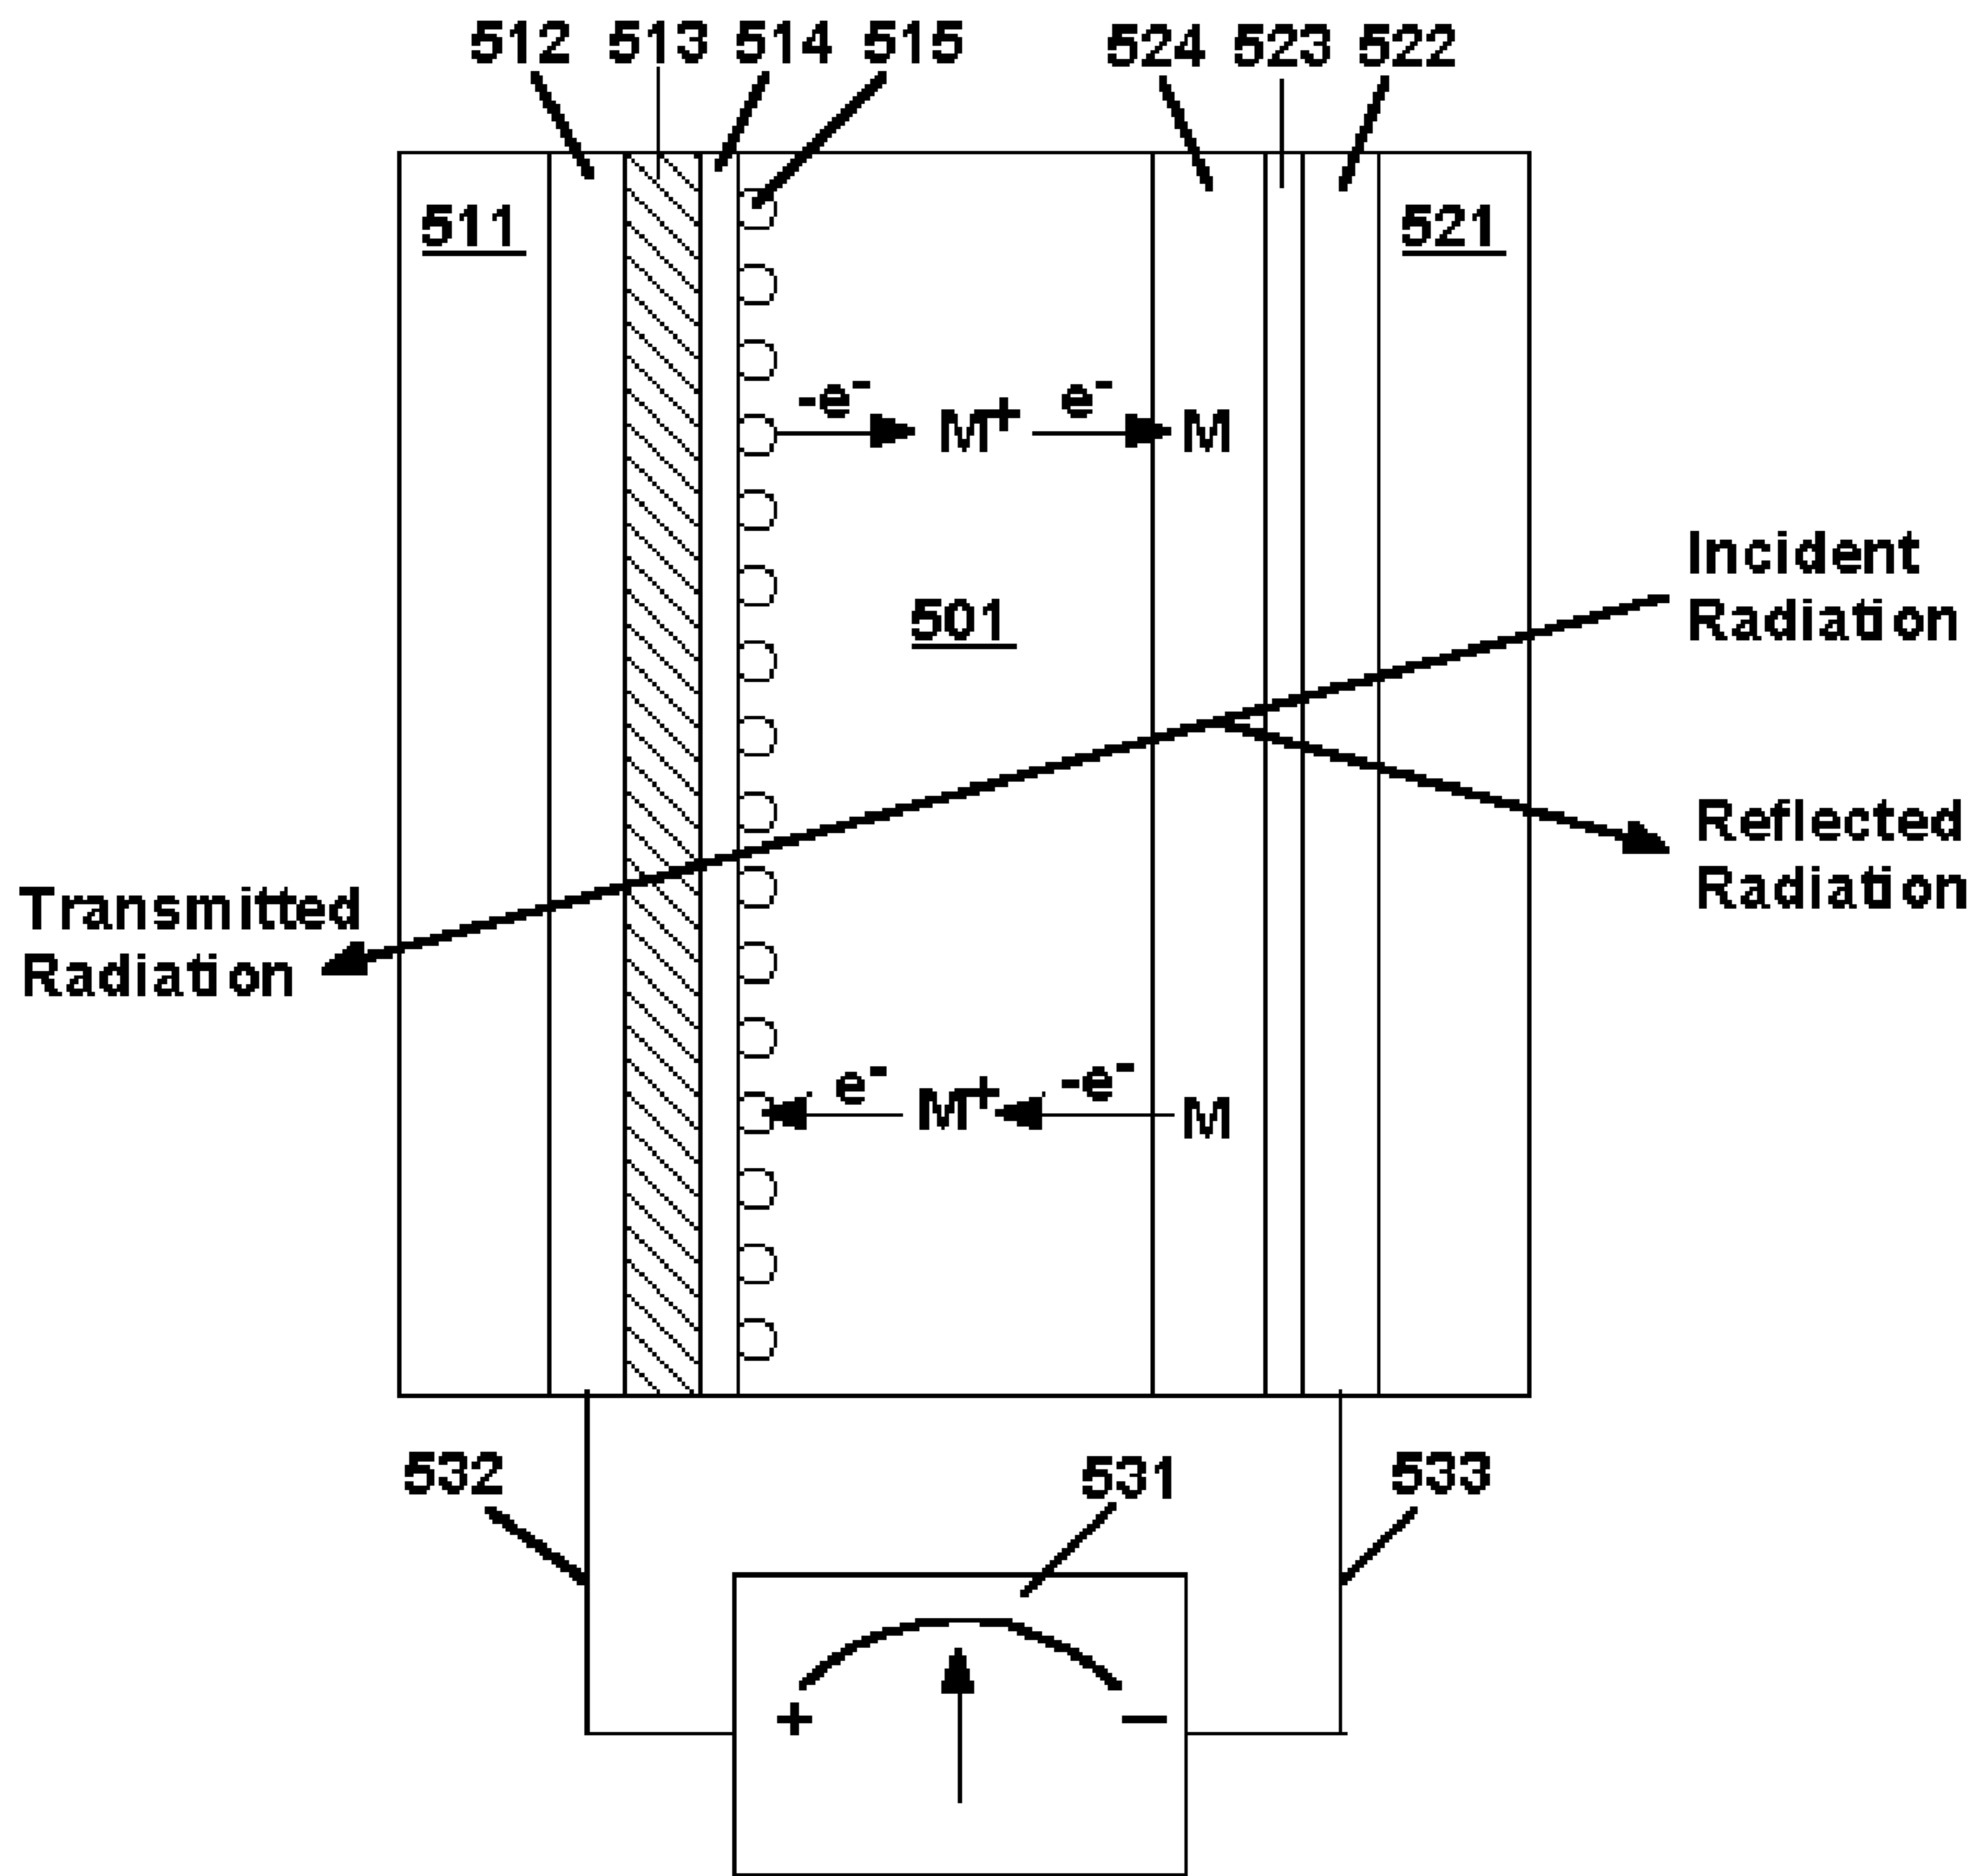 512 513 514 515 524 523 522
511 521
-e⁻ M⁺ e⁻ M
Incident
Radiation
501
Reflected
Radiation
Transmitted
Radiation
e⁻ M⁺ -e⁻ M
532 531 533
+ —